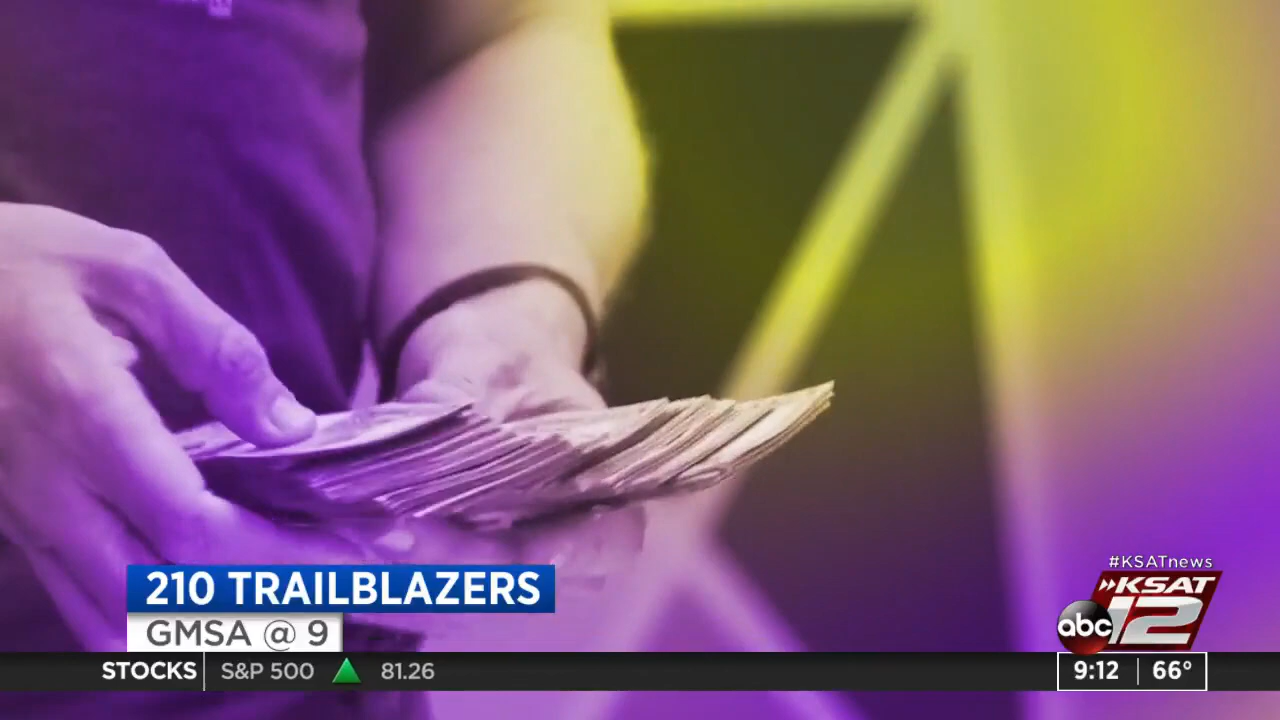 210 TRAILBLAZERS
GMSA @ 9
#KSATnews
KSAT
abc 12
STOCKS S&P 500 81.26
9:12 66°